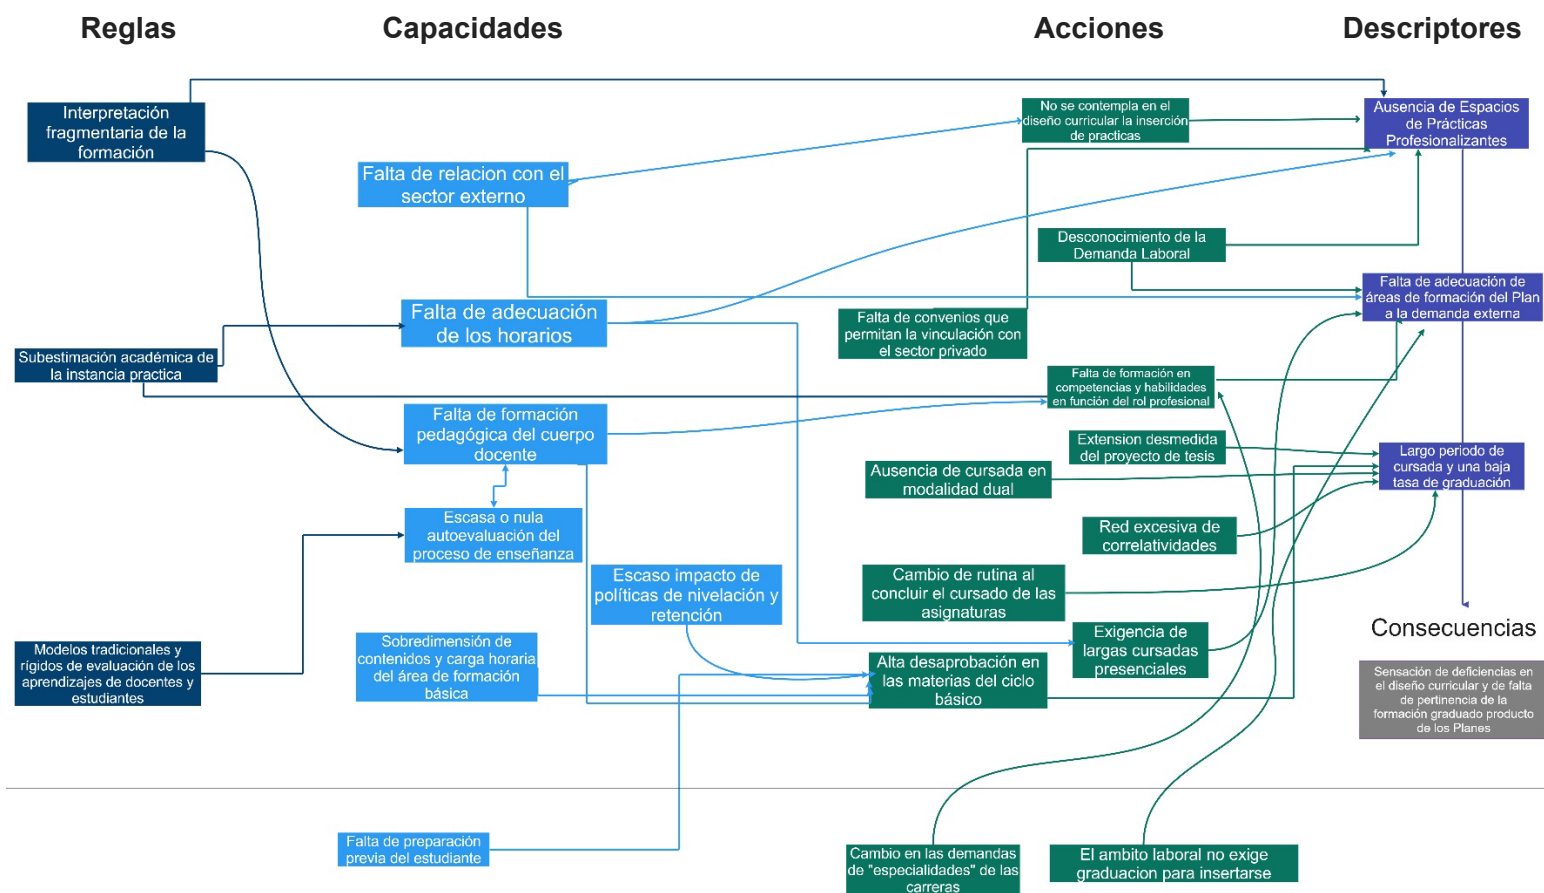 Reglas
Capacidades
Acciones
Descriptores
Interpretación
fragmentaria de la
formación
Subestimación académica de
la instancia practica
Modelos tradicionales y
rígidos de evaluación de los
aprendizajes de docentes y
estudiantes
Falta de relacion con el
sector externo
Falta de adecuación
de los horarios
Falta de formación
pedagógica del cuerpo
docente
Escasa o nula
autoevaluación del
proceso de enseñanza
Escaso impacto de
políticas de nivelación y
retención
Sobredimensión de
contenidos y carga horaria
del área de formación
básica
Falta de preparación
previa del estudiante
No se contempla en el
diseño curricular la inserción
de practicas
Desconocimiento de la
Demanda Laboral
Falta de convenios que
permitan la vinculación con
el sector privado
Falta de formación en
competencias y habilidades
en función del rol profesional
Extension desmedida
del proyecto de tesis
Ausencia de cursada en
modalidad dual
Red excesiva de
correlatividades
Cambio de rutina al
concluir el cursado de las
asignaturas
Exigencia de
largas cursadas
presenciales
Alta desaprobación en
las materias del ciclo
básico
Cambio en las demandas
de "especialidades" de las
carreras
El ambito laboral no exige
graduacion para insertarse
Ausencia de Espacios
de Prácticas
Profesionalizantes
Falta de adecuación de
áreas de formación del Plan
a la demanda externa
Largo periodo de
cursada y una baja
tasa de graduación
Consecuencias
Sensación de deficiencias en
el diseño curricular y de falta
de pertinencia de la
formación graduado producto
de los Planes